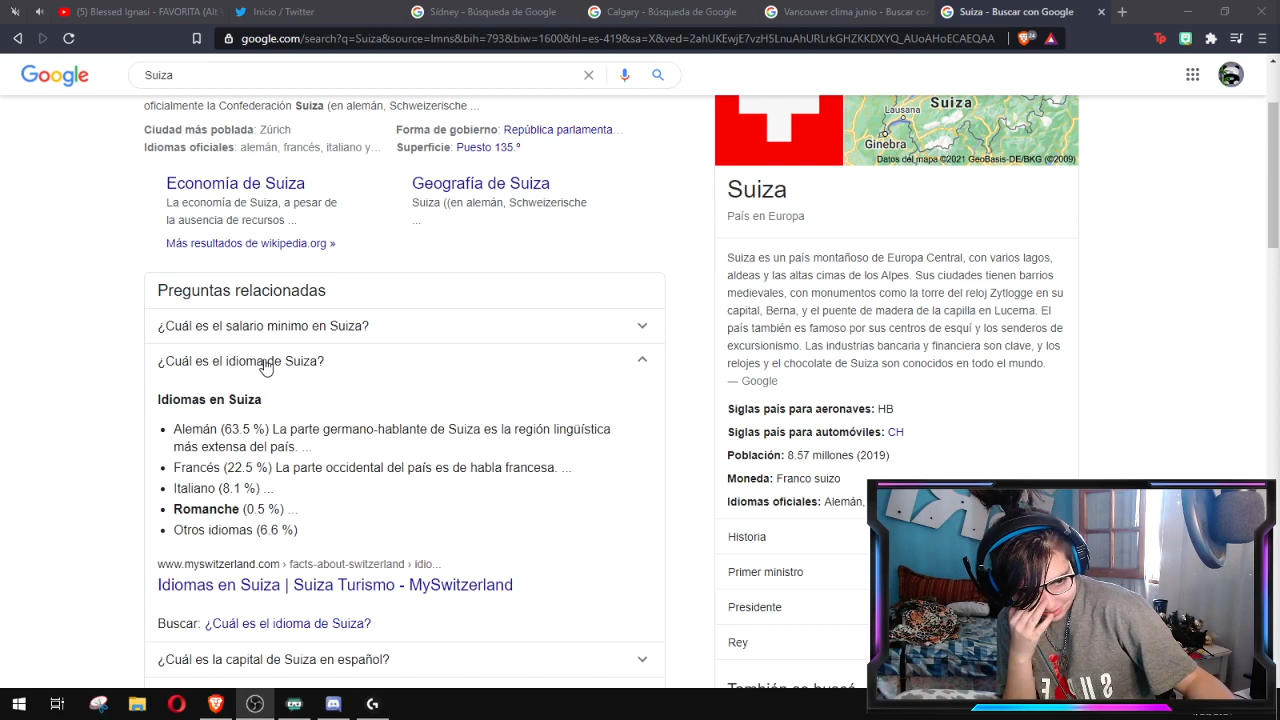 (5) Blessed Ignasi - FAVORITA (Alt
Inicio / Twitter
Sídney - Búsqueda de Google
Calgary - Búsqueda de Google
Vancouver clima junio - Buscar co
Suiza - Buscar con Google
google.com/search?q=Suiza&source=lmns&bih=793&biw=1600&hl=es-419&sa=X&ved=2ahUKEwjE7vzH5LnuAhURLrkGHZKKDXYQ_AUoAHoECAEQAA
Google
Suiza
oficialmente la Confederación Suiza (en alemán, Schweizerische ...
Ciudad más poblada: Zúrich
Forma de gobierno: República parlamenta...
Idiomas oficiales: alemán, francés, italiano y...
Superficie: Puesto 135.º
Economía de Suiza
La economía de Suiza, a pesar de
la ausencia de recursos ...
Geografía de Suiza
Suiza ((en alemán, Schweizerische
...
Más resultados de wikipedia.org »
Preguntas relacionadas
¿Cuál es el salario minimo en Suiza?
¿Cuál es el idioma de Suiza?
Idiomas en Suiza
Alemán (63.5 %) La parte germano-hablante de Suiza es la región lingüística
más extensa del país. ...
Francés (22.5 %) La parte occidental del país es de habla francesa. ...
Italiano (8.1 %) ...
Romanche (0.5 %) ...
Otros idiomas (6.6 %)
www.myswitzerland.com › facts-about-switzerland › idio...
Idiomas en Suiza | Suiza Turismo - MySwitzerland
Buscar: ¿Cuál es el idioma de Suiza?
¿Cuál es la capital de Suiza en español?
Lausana
Suiza
Ginebra
Datos del mapa ©2021 GeoBasis-DE/BKG (©2009)
Suiza
País en Europa
Suiza es un país montañoso de Europa Central, con varios lagos,
aldeas y las altas cimas de los Alpes. Sus ciudades tienen barrios
medievales, con monumentos como la torre del reloj Zytlogge en su
capital, Berna, y el puente de madera de la capilla en Lucerna. El
país también es famoso por sus centros de esquí y los senderos de
excursionismo. Las industrias bancaria y financiera son clave, y los
relojes y el chocolate de Suiza son conocidos en todo el mundo.
— Google
Siglas país para aeronaves: HB
Siglas país para automóviles: CH
Población: 8.57 millones (2019)
Moneda: Franco suizo
Idiomas oficiales: Alemán,
Historia
Primer ministro
Presidente
Rey